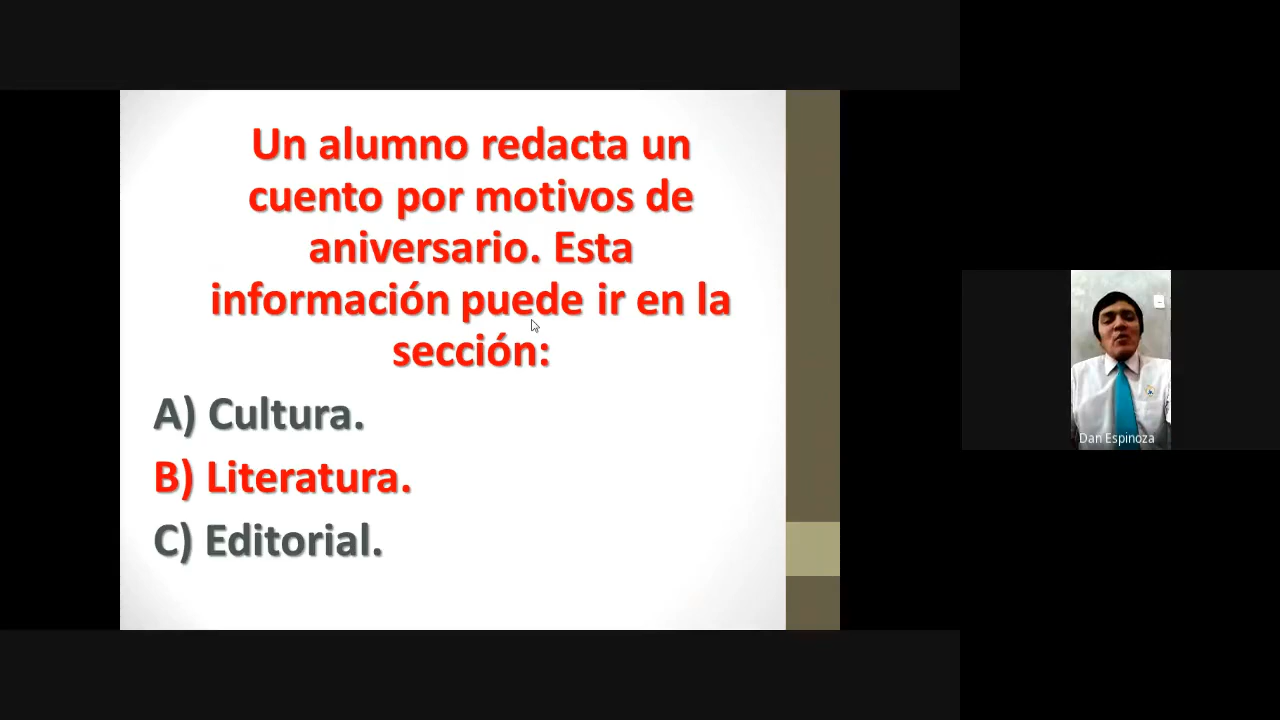 Un alumno redacta un
cuento por motivos de
aniversario. Esta
información puede ir en la
sección:
A) Cultura.
B) Literatura.
C) Editorial.
Dan Espinoza